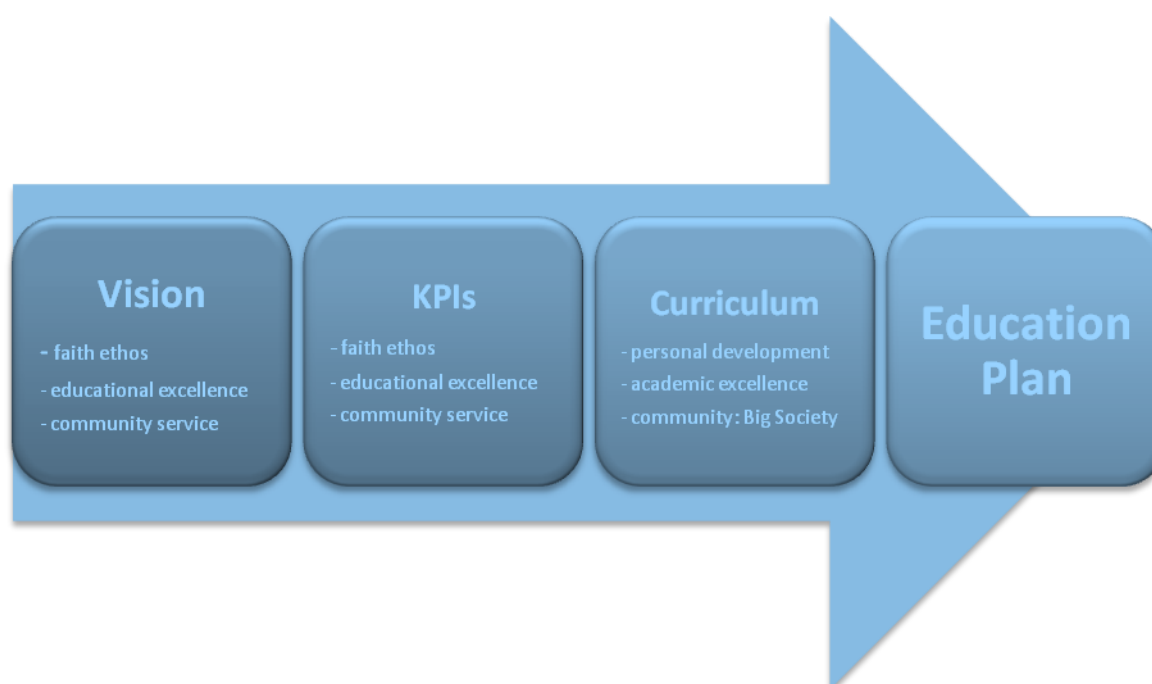 Vision
- faith ethos
- educational excellence
- community service
KPIs
- faith ethos
- educational excellence
- community service
Curriculum
- personal development
- academic excellence
- community: Big Society
Education
Plan